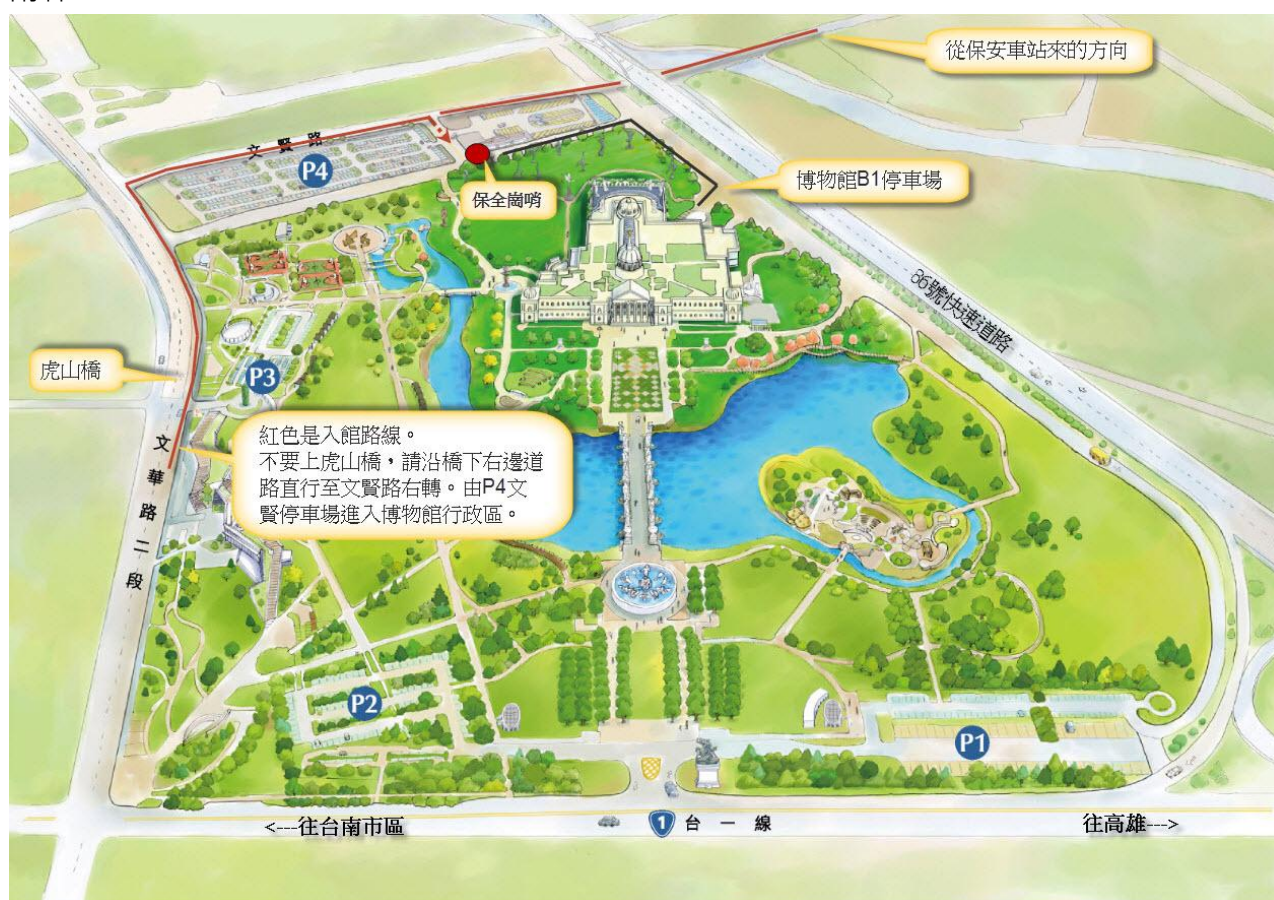 從保安車站來的方向
文賢路
P4
保全崗哨
博物館B1停車場
86號快速道路
虎山橋
P3
紅色是入館路線。
不要上虎山橋，請沿橋下右邊道
路直行至文賢路右轉。由P4文
賢停車場進入博物館行政區。
文華路二段
P2
P1
<---往台南市區
1 台一線
往高雄--->